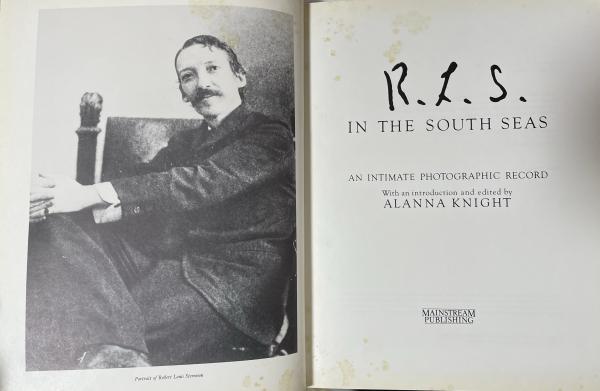 Portrait of Robert Louis Stevenson
R. L. S.
IN THE SOUTH SEAS
AN INTIMATE PHOTOGRAPHIC RECORD
With an introduction and edited by
ALANNA KNIGHT
MAINSTREAM
PUBLISHING